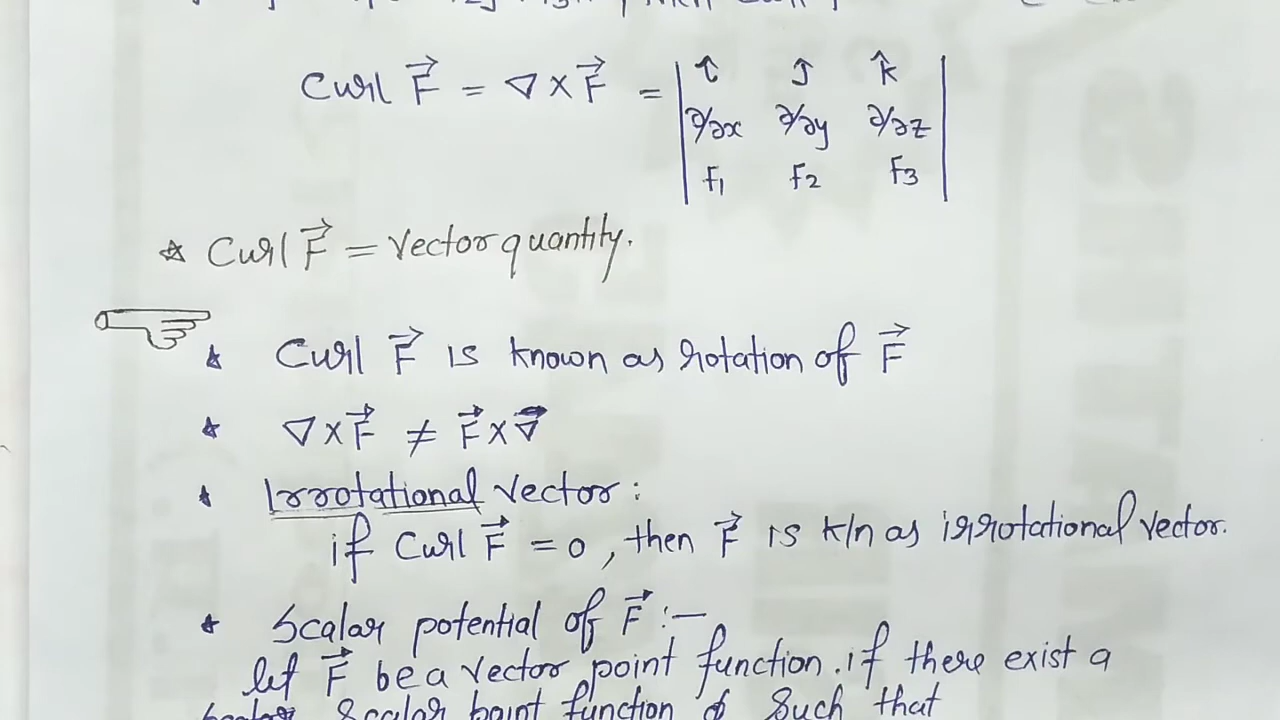 Curl F⃗ = ∇ × F⃗ = | î ĵ k̂ |
| ∂/∂x ∂/∂y ∂/∂z |
| f₁ f₂ f₃ |
☆ Curl F⃗ = Vector quantity.
☆ Curl F⃗ is known as rotation of F⃗
☆ ∇×F⃗ ≠ F⃗×∇⃗
☆ Irrotational Vector:
if Curl F⃗ = 0, then F⃗ is k/n as irrotational vector.
☆ Scalar potential of F⃗ :—
let F⃗ be a vector point function. if there exist a
Scalar point function ϕ Such that